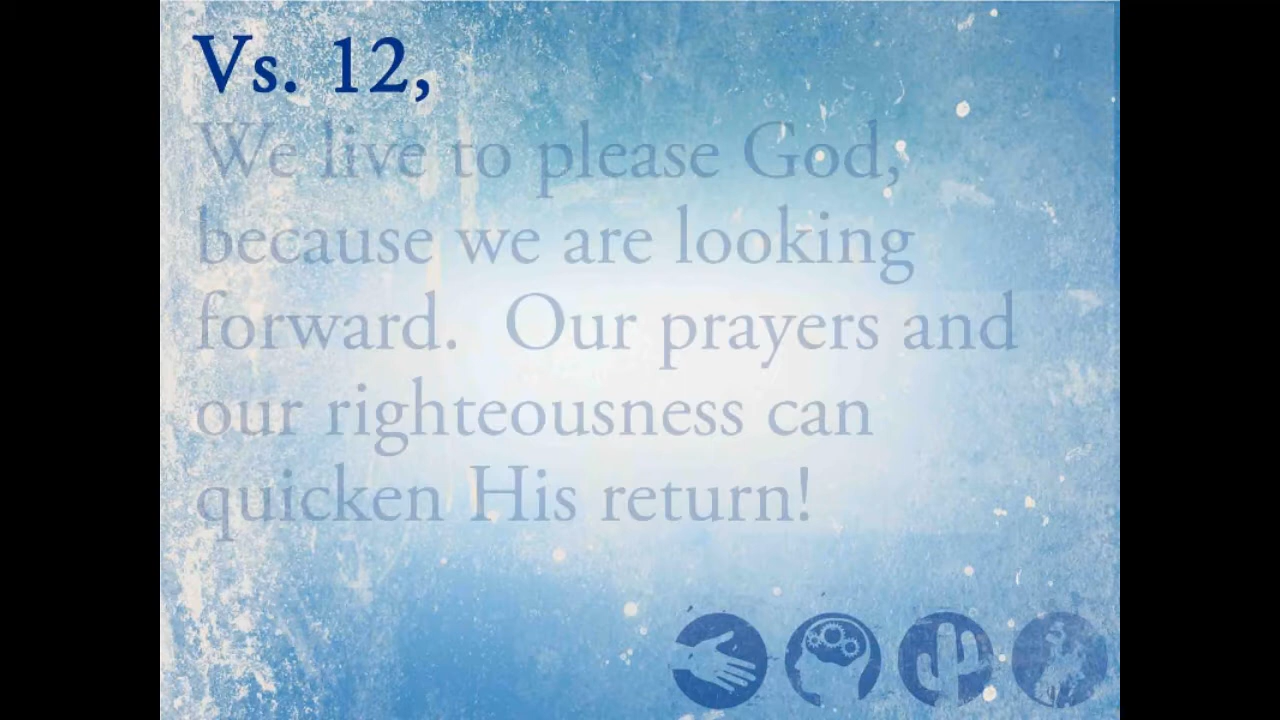 Vs. 12,
We live to please God,
because we are looking
forward.  Our prayers and
our righteousness can
quicken His return!